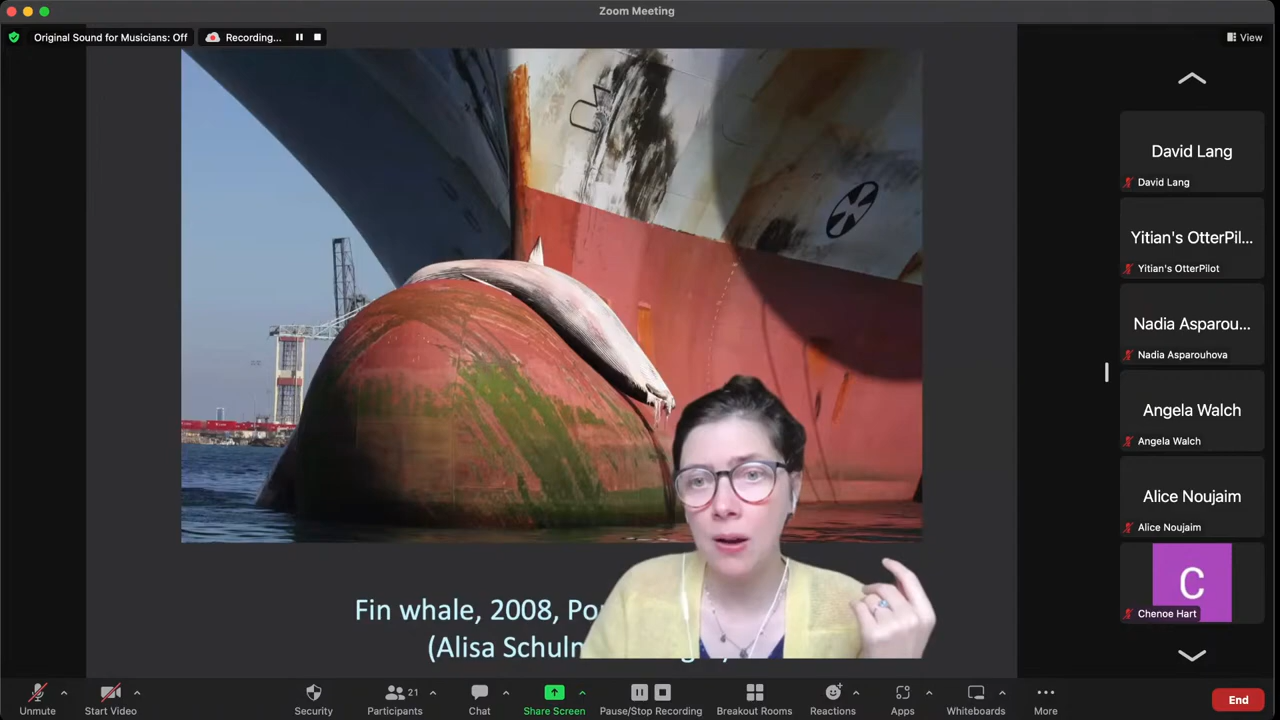 Zoom Meeting
Original Sound for Musicians: Off
Recording...
View
David Lang
David Lang
Yitian's OtterPil...
Yitian's OtterPilot
Nadia Asparou...
Nadia Asparouhova
Angela Walch
Angela Walch
Alice Noujaim
Alice Noujaim
C
Chenoe Hart
Fin whale, 2008,
(Alisa
Unmute
Start Video
Security
21
Participants
Chat
Share Screen
Pause/Stop Recording
Breakout Rooms
Reactions
Apps
Whiteboards
More
End